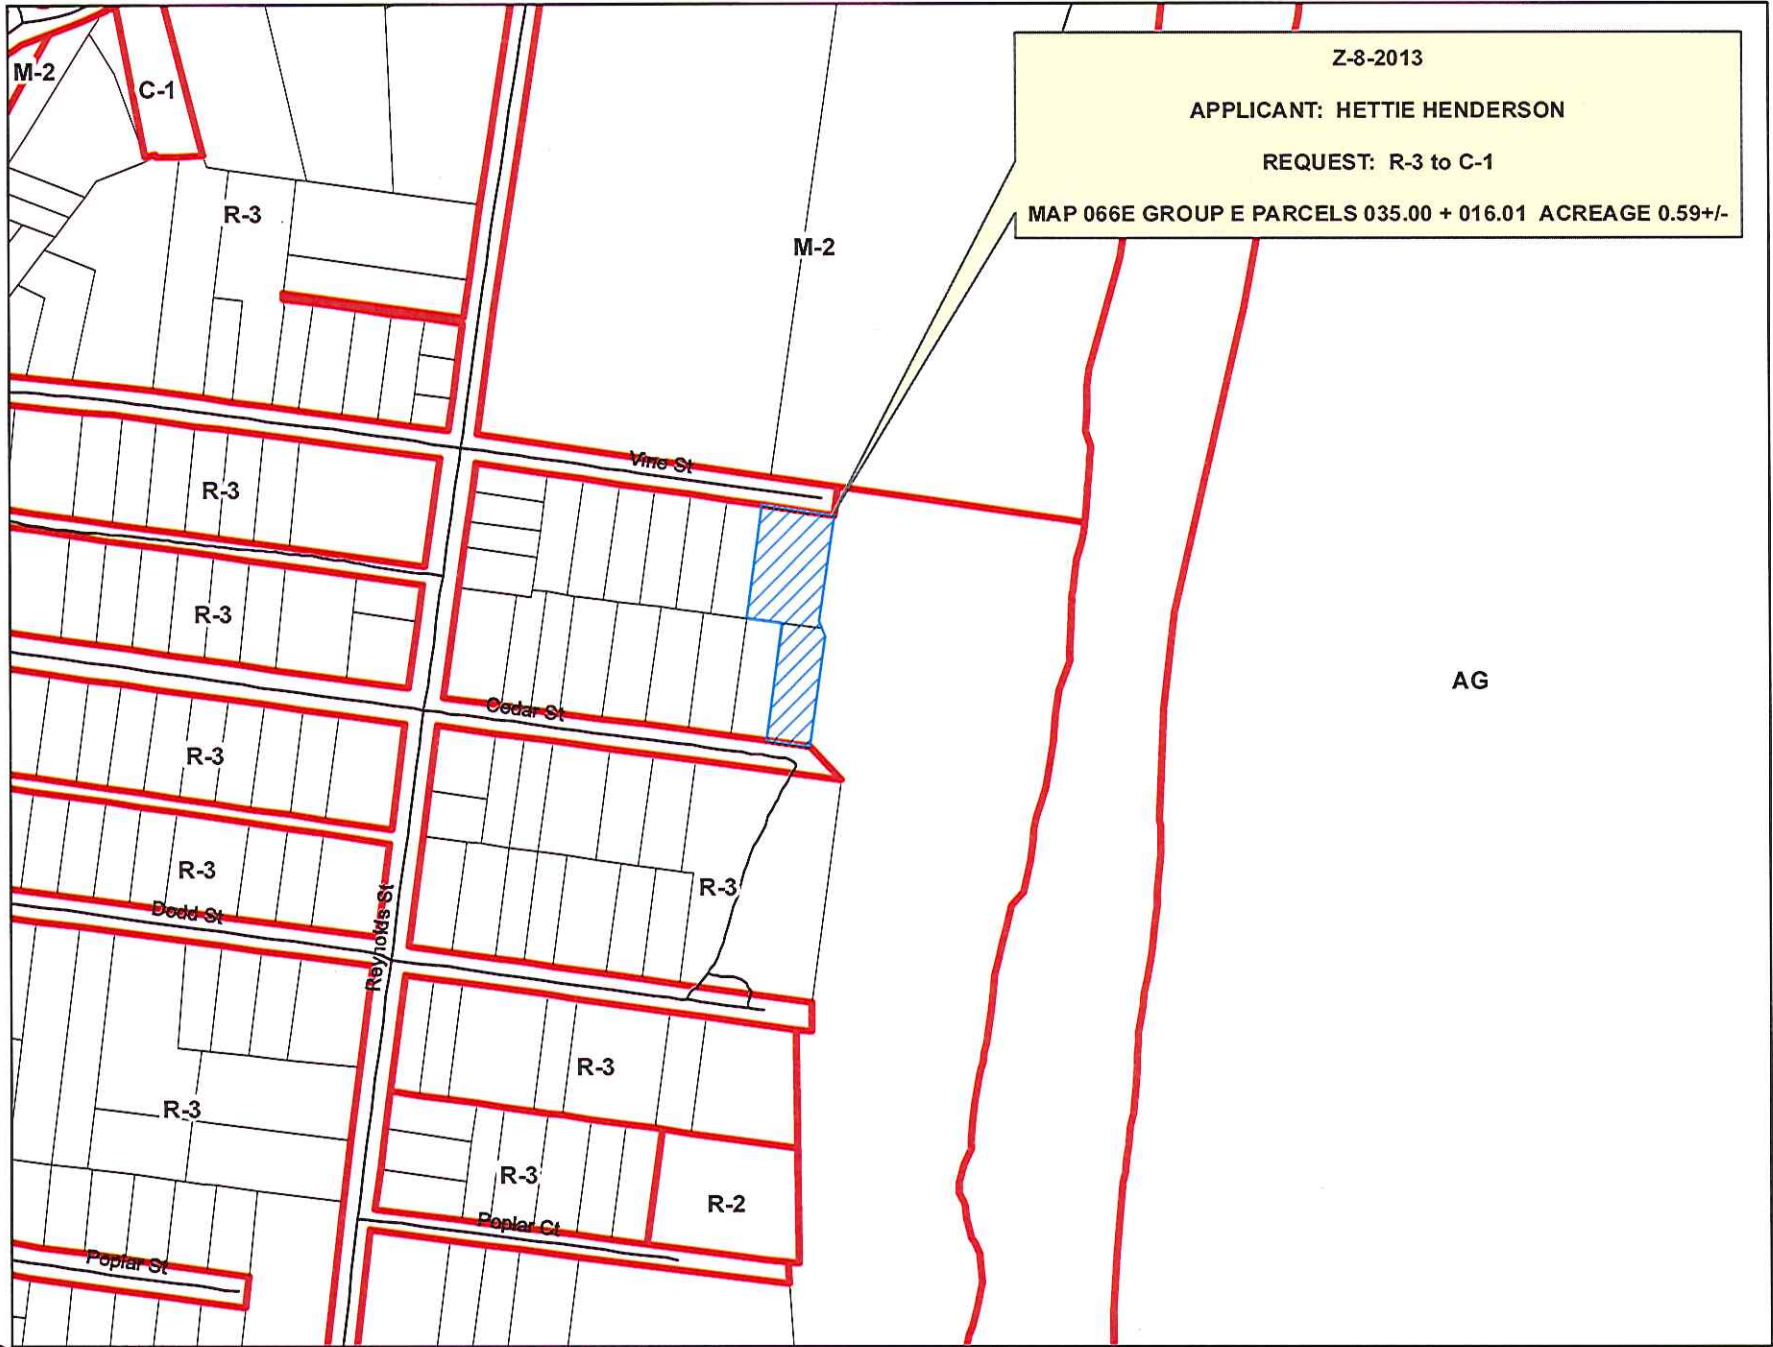 Z-8-2013
APPLICANT: HETTIE HENDERSON
REQUEST: R-3 to C-1
MAP 066E GROUP E PARCELS 035.00 + 016.01 ACREAGE 0.59+/-
M-2
C-1
R-3
M-2
Vine St
R-3
R-3
AG
Cedar St
R-3
R-3
R-3
Dodd St
Reynolds St
R-3
R-3
R-3
R-2
Poplar Ct
Poplar St